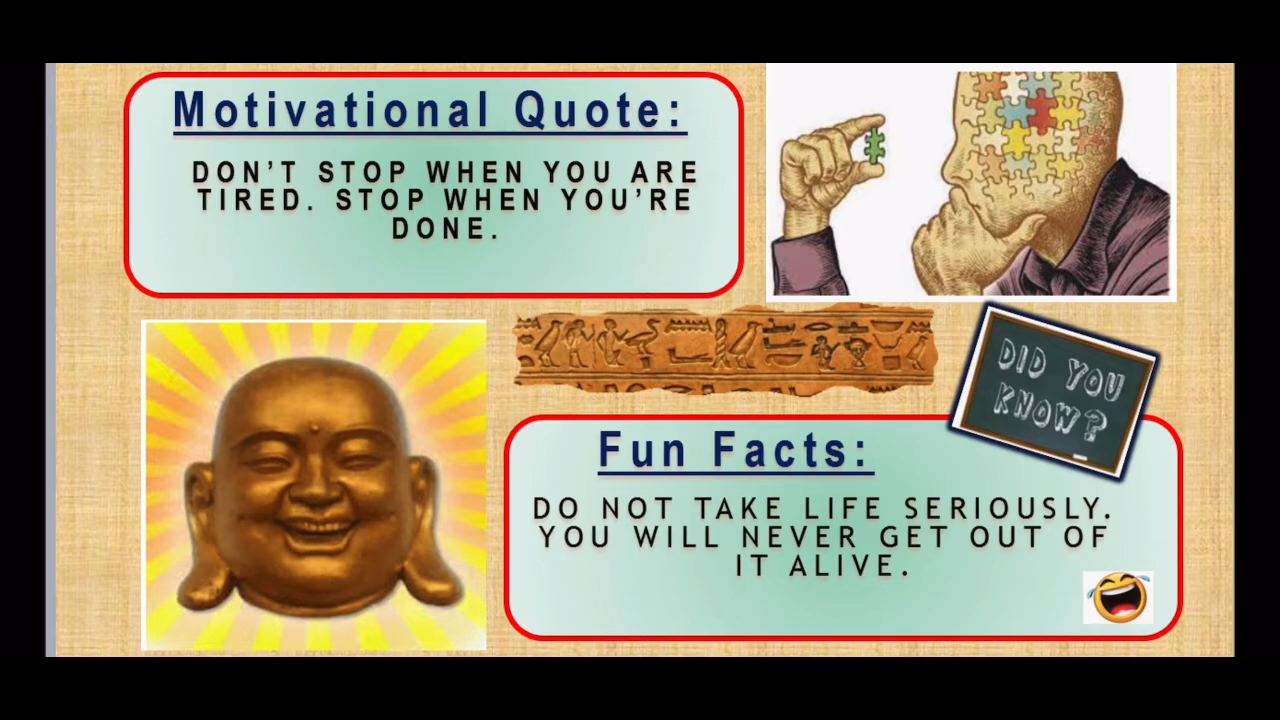 Motivational Quote:
DON’T STOP WHEN YOU ARE
TIRED. STOP WHEN YOU’RE
DONE.
DID YOU
KNOW?
Fun Facts:
DO NOT TAKE LIFE SERIOUSLY.
YOU WILL NEVER GET OUT OF
IT ALIVE.